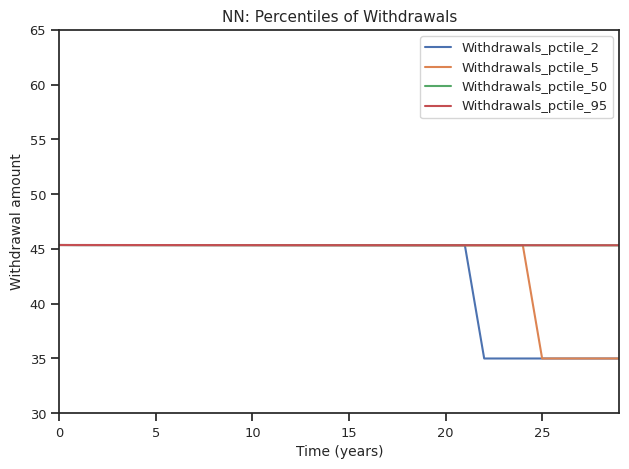 NN: Percentiles of Withdrawals
65
60
55
50
45
40
35
30
Withdrawal amount
Withdrawals_pctile_2
Withdrawals_pctile_5
Withdrawals_pctile_50
Withdrawals_pctile_95
0 5 10 15 20 25
Time (years)